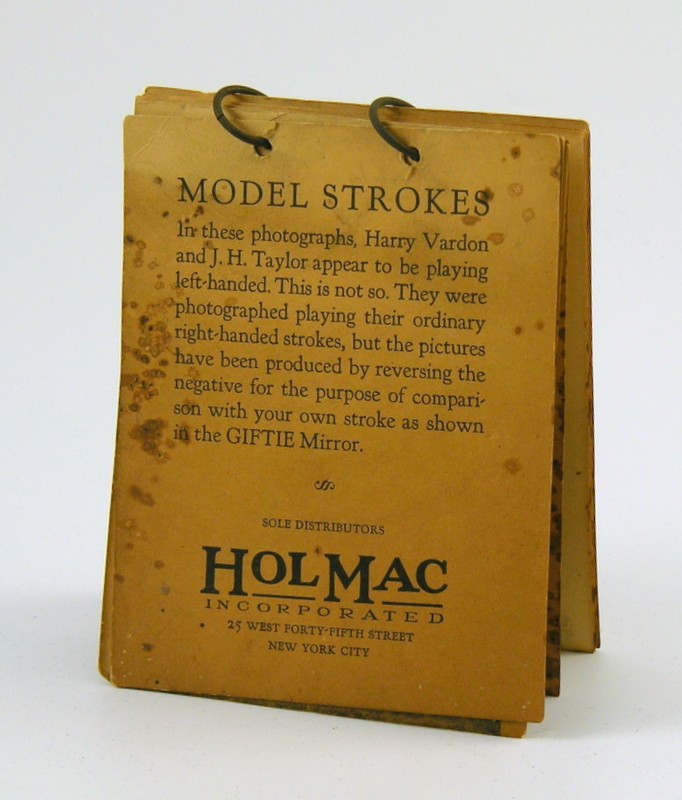 MODEL STROKES
In these photographs, Harry Vardon
and J. H. Taylor appear to be playing
left-handed. This is not so. They were
photographed playing their ordinary
right-handed strokes, but the pictures
have been produced by reversing the
negative for the purpose of compari-
son with your own stroke as shown
in the GIFTIE Mirror.
SOLE DISTRIBUTORS
HOLMAC
INCORPORATED
25 WEST FORTY-FIFTH STREET
NEW YORK CITY